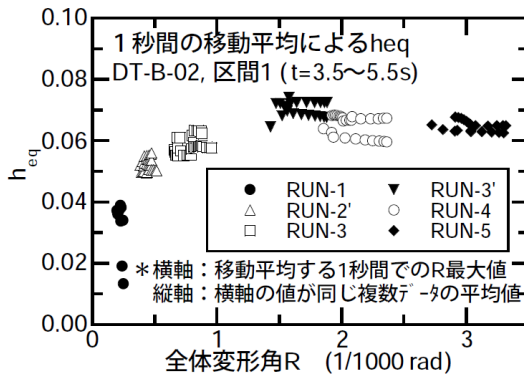 0.10
0.08
0.06
0.04
0.02
0.00
heq
1秒間の移動平均によるheq
DT-B-02, 区間1 (t=3.5～5.5s)
RUN-1
RUN-2'
RUN-3
RUN-3'
RUN-4
RUN-5
＊横軸：移動平均する1秒間でのR最大値
縦軸：横軸の値が同じ複数ﾃﾞｰﾀの平均値
0 1 2 3
全体変形角R (1/1000 rad)